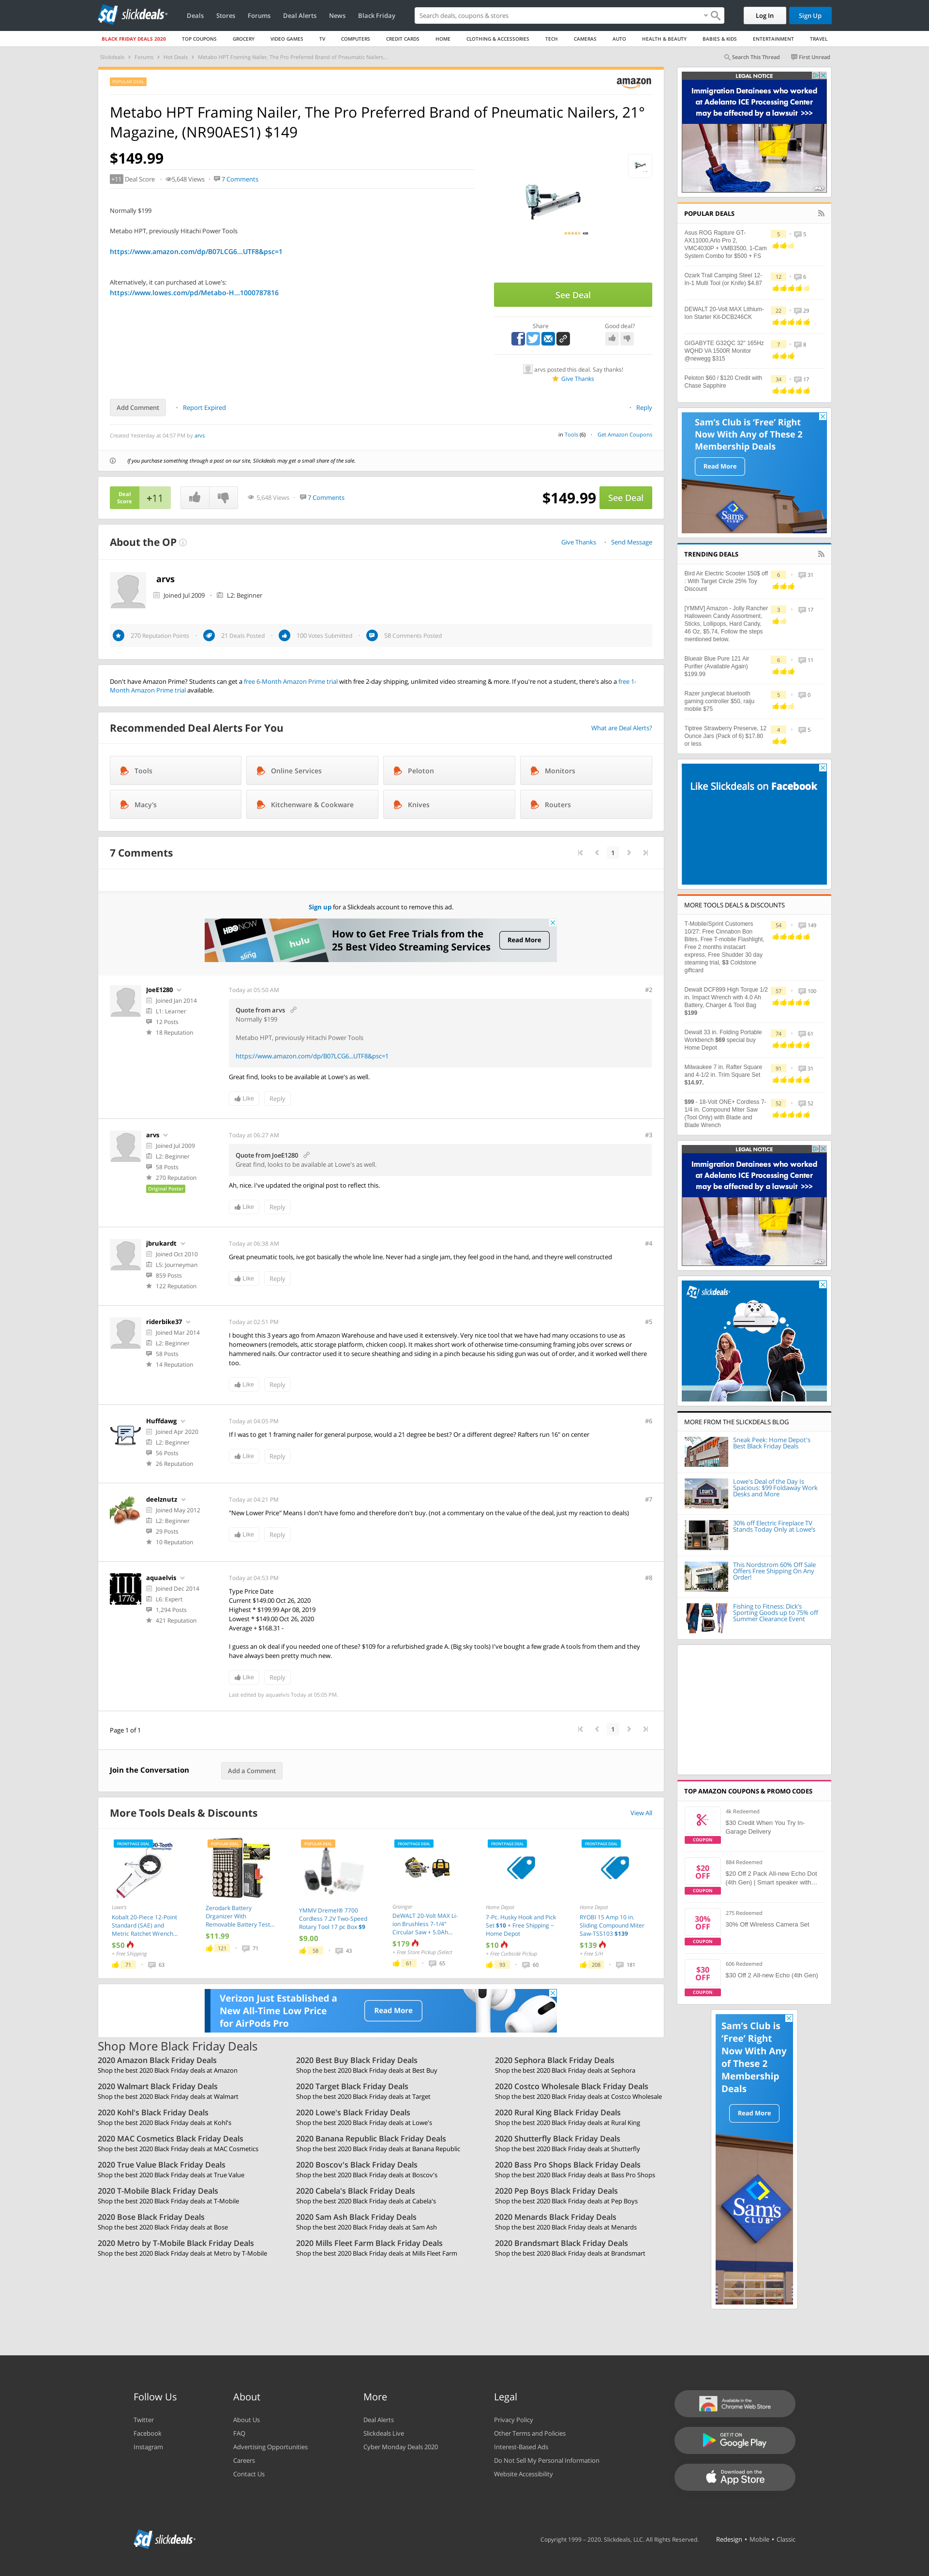 slickdeals
Deals Stores Forums Deal Alerts News Black Friday
Search deals, coupons & stores
Log In
Sign Up
BLACK FRIDAY DEALS 2020 TOP COUPONS GROCERY VIDEO GAMES TV COMPUTERS CREDIT CARDS HOME CLOTHING & ACCESSORIES TECH CAMERAS AUTO HEALTH & BEAUTY BABIES & KIDS ENTERTAINMENT TRAVEL
Slickdeals Forums Hot Deals Metabo HPT Framing Nailer, The Pro Preferred Brand of Pneumatic Nailers...
Search This Thread First Unread
POPULAR DEAL
amazon
Metabo HPT Framing Nailer, The Pro Preferred Brand of Pneumatic Nailers, 21°
Magazine, (NR90AES1) $149
$149.99
+11 Deal Score 5,648 Views 7 Comments
Normally $199
Metabo HPT, previously Hitachi Power Tools
https://www.amazon.com/dp/B07LCG6...UTF8&psc=1
Alternatively, it can purchased at Lowe's:
https://www.lowes.com/pd/Metabo-H...1000787816
See Deal
Share
Good deal?
arvs posted this deal. Say thanks!
Give Thanks
Add Comment
Report Expired
Reply
Created Yesterday at 04:57 PM by arvs
in Tools (6) Get Amazon Coupons
If you purchase something through a post on our site, Slickdeals may get a small share of the sale.
Deal
Score
+11
5,648 Views 7 Comments
$149.99
See Deal
About the OP
Give Thanks Send Message
arvs
Joined Jul 2009 L2: Beginner
270 Reputation Points 21 Deals Posted 100 Votes Submitted 58 Comments Posted
Don't have Amazon Prime? Students can get a free 6-Month Amazon Prime trial with free 2-day shipping, unlimited video streaming & more. If you're not a student, there's also a free 1-
Month Amazon Prime trial available.
Recommended Deal Alerts For You
What are Deal Alerts?
Tools
Online Services
Peloton
Monitors
Macy's
Kitchenware & Cookware
Knives
Routers
7 Comments
1
Sign up for a Slickdeals account to remove this ad.
HBO NOW
sling
hulu
How to Get Free Trials from the
25 Best Video Streaming Services
Read More
JoeE1280
Joined Jan 2014
L1: Learner
12 Posts
18 Reputation
Today at 05:50 AM
#2
Quote from arvs
Normally $199
Metabo HPT, previously Hitachi Power Tools
https://www.amazon.com/dp/B07LCG6...UTF8&psc=1
Great find, looks to be available at Lowe's as well.
Like Reply
arvs
Joined Jul 2009
L2: Beginner
58 Posts
270 Reputation
Original Poster
Today at 06:27 AM
#3
Quote from JoeE1280
Great find, looks to be available at Lowe's as well.
Ah, nice. I've updated the original post to reflect this.
Like Reply
jbrukardt
Joined Oct 2010
L5: Journeyman
859 Posts
122 Reputation
Today at 06:38 AM
#4
Great pneumatic tools, ive got basically the whole line. Never had a single jam, they feel good in the hand, and theyre well constructed
Like Reply
riderbike37
Joined Mar 2014
L2: Beginner
58 Posts
14 Reputation
Today at 02:51 PM
#5
I bought this 3 years ago from Amazon Warehouse and have used it extensively. Very nice tool that we have had many occasions to use as
homeowners (remodels, attic storage platform, chicken coop). It makes short work of otherwise time-consuming framing jobs over screws or
hammered nails. Our contractor used it to secure sheathing and siding in a pinch because his siding gun was out of order, and it worked well there
too.
Like Reply
Huffdawg
Joined Apr 2020
L2: Beginner
56 Posts
26 Reputation
Today at 04:05 PM
#6
If I was to get 1 framing nailer for general purpose, would a 21 degree be best? Or a different degree? Rafters run 16" on center
Like Reply
deelznutz
Joined May 2012
L2: Beginner
29 Posts
10 Reputation
Today at 04:21 PM
#7
"New Lower Price" Means I don't have fomo and therefore don't buy. (not a commentary on the value of the deal, just my reaction to deals)
Like Reply
aquaelvis
Joined Dec 2014
L6: Expert
1,294 Posts
421 Reputation
III
1776
Today at 04:53 PM
#8
Type Price Date
Current $149.00 Oct 26, 2020
Highest * $199.99 Apr 08, 2019
Lowest * $149.00 Oct 26, 2020
Average + $168.31 -
I guess an ok deal if you needed one of these? $109 for a refurbished grade A. (Big sky tools) I've bought a few grade A tools from them and they
have always been pretty much new.
Like Reply
Last edited by aquaelvis Today at 05:05 PM.
Page 1 of 1
1
Join the Conversation
Add a Comment
More Tools Deals & Discounts
View All
FRONTPAGE DEAL
Lowe's
Kobalt 20-Piece 12-Point
Standard (SAE) and
Metric Ratchet Wrench...
$50
+ Free Shipping
71 63
POPULAR DEAL
Zerodark Battery
Organizer With
Removable Battery Test...
$11.99
121 71
POPULAR DEAL
YMMV Dremel® 7700
Cordless 7.2V Two-Speed
Rotary Tool 17 pc Box $9
$9.00
58 43
FRONTPAGE DEAL
Grainger
DeWALT 20-Volt MAX Li-
ion Brushless 7-1/4"
Circular Saw + 5.0Ah...
$179
+ Free Store Pickup (Select
61 65
FRONTPAGE DEAL
Home Depot
7-Pc. Husky Hook and Pick
Set $10 + Free Shipping ~
Home Depot
$10
+ Free Curbside Pickup
93 60
FRONTPAGE DEAL
Home Depot
RYOBI 15 Amp 10 in.
Sliding Compound Miter
Saw-TSS103 $139
$139
+ Free S/H
208 181
Verizon Just Established a
New All-Time Low Price
for AirPods Pro
Read More
Shop More Black Friday Deals
2020 Amazon Black Friday Deals
Shop the best 2020 Black Friday deals at Amazon
2020 Best Buy Black Friday Deals
Shop the best 2020 Black Friday deals at Best Buy
2020 Sephora Black Friday Deals
Shop the best 2020 Black Friday deals at Sephora
2020 Walmart Black Friday Deals
Shop the best 2020 Black Friday deals at Walmart
2020 Target Black Friday Deals
Shop the best 2020 Black Friday deals at Target
2020 Costco Wholesale Black Friday Deals
Shop the best 2020 Black Friday deals at Costco Wholesale
2020 Kohl's Black Friday Deals
Shop the best 2020 Black Friday deals at Kohl's
2020 Lowe's Black Friday Deals
Shop the best 2020 Black Friday deals at Lowe's
2020 Rural King Black Friday Deals
Shop the best 2020 Black Friday deals at Rural King
2020 MAC Cosmetics Black Friday Deals
Shop the best 2020 Black Friday deals at MAC Cosmetics
2020 Banana Republic Black Friday Deals
Shop the best 2020 Black Friday deals at Banana Republic
2020 Shutterfly Black Friday Deals
Shop the best 2020 Black Friday deals at Shutterfly
2020 True Value Black Friday Deals
Shop the best 2020 Black Friday deals at True Value
2020 Boscov's Black Friday Deals
Shop the best 2020 Black Friday deals at Boscov's
2020 Bass Pro Shops Black Friday Deals
Shop the best 2020 Black Friday deals at Bass Pro Shops
2020 T-Mobile Black Friday Deals
Shop the best 2020 Black Friday deals at T-Mobile
2020 Cabela's Black Friday Deals
Shop the best 2020 Black Friday deals at Cabela's
2020 Pep Boys Black Friday Deals
Shop the best 2020 Black Friday deals at Pep Boys
2020 Bose Black Friday Deals
Shop the best 2020 Black Friday deals at Bose
2020 Sam Ash Black Friday Deals
Shop the best 2020 Black Friday deals at Sam Ash
2020 Menards Black Friday Deals
Shop the best 2020 Black Friday deals at Menards
2020 Metro by T-Mobile Black Friday Deals
Shop the best 2020 Black Friday deals at Metro by T-Mobile
2020 Mills Fleet Farm Black Friday Deals
Shop the best 2020 Black Friday deals at Mills Fleet Farm
2020 Brandsmart Black Friday Deals
Shop the best 2020 Black Friday deals at Brandsmart
LEGAL NOTICE
Immigration Detainees who worked
at Adelanto ICE Processing Center
may be affected by a lawsuit >>>
POPULAR DEALS
Asus ROG Rapture GT-
AX11000,Arlo Pro 2,
VMC4030P + VMB3500, 1-Cam
System Combo for $500 + FS
5 5
Ozark Trail Camping Steel 12-
In-1 Multi Tool (or Knife) $4.87
12 6
DEWALT 20-Volt MAX Lithium-
Ion Starter Kit-DCB246CK
22 29
GIGABYTE G32QC 32" 165Hz
WQHD VA 1500R Monitor
@newegg $315
7 8
Peloton $60 / $120 Credit with
Chase Sapphire
34 17
Sam's Club is 'Free' Right
Now With Any of These 2
Membership Deals
Read More
Sam's
CLUB
TRENDING DEALS
Bird Air Electric Scooter 150$ off
. With Target Circle 25% Toy
Discount
6 31
[YMMV] Amazon - Jolly Rancher
Halloween Candy Assortment,
Sticks, Lollipops, Hard Candy,
46 Oz, $5.74, Follow the steps
mentioned below.
3 17
Blueair Blue Pure 121 Air
Purifier (Available Again)
$199.99
6 11
Razer junglecat bluetooth
gaming controller $50, raiju
mobile $75
5 0
Tiptree Strawberry Preserve, 12
Ounce Jars (Pack of 6) $17.80
or less
4 5
Like Slickdeals on Facebook
MORE TOOLS DEALS & DISCOUNTS
T-Mobile/Sprint Customers
10/27: Free Cinnabon Bon
Bites, Free T-mobile Flashlight,
Free 2 months instacart
express, Free Shudder 30 day
steaming trial, $3 Coldstone
giftcard
54 149
Dewalt DCF899 High Torque 1/2
in. Impact Wrench with 4.0 Ah
Battery, Charger & Tool Bag
$199
57 100
Dewalt 33 in. Folding Portable
Workbench $69 special buy
Home Depot
74 61
Milwaukee 7 in. Rafter Square
and 4-1/2 in. Trim Square Set
$14.97.
91 31
$99 - 18-Volt ONE+ Cordless 7-
1/4 in. Compound Miter Saw
(Tool Only) with Blade and
Blade Wrench
52 52
LEGAL NOTICE
Immigration Detainees who worked
at Adelanto ICE Processing Center
may be affected by a lawsuit >>>
slickdeals
MORE FROM THE SLICKDEALS BLOG
Sneak Peek: Home Depot's
Best Black Friday Deals
Lowe's Deal of the Day Is
Spacious: $99 Foldaway Work
Desks and More
30% off Electric Fireplace TV
Stands Today Only at Lowe's
This Nordstrom 60% Off Sale
Offers Free Shipping On Any
Order!
Fishing to Fitness: Dick's
Sporting Goods up to 75% off
Summer Clearance Event
TOP AMAZON COUPONS & PROMO CODES
COUPON
4k Redeemed
$30 Credit When You Try In-
Garage Delivery
$20
OFF
COUPON
884 Redeemed
$20 Off 2 Pack All-new Echo Dot
(4th Gen) | Smart speaker with...
30%
OFF
COUPON
275 Redeemed
30% Off Wireless Camera Set
$30
OFF
COUPON
606 Redeemed
$30 Off 2 All-new Echo (4th Gen)
Sam's Club is
'Free' Right
Now With Any
of These 2
Membership
Deals
Read More
Sam's
CLUB
Follow Us
Twitter
Facebook
Instagram
About
About Us
FAQ
Advertising Opportunities
Careers
Contact Us
More
Deal Alerts
Slickdeals Live
Cyber Monday Deals 2020
Legal
Privacy Policy
Other Terms and Policies
Interest-Based Ads
Do Not Sell My Personal Information
Website Accessibility
Available in the
Chrome Web Store
GET IT ON
Google Play
Download on the
App Store
slickdeals
Copyright 1999 - 2020. Slickdeals, LLC. All Rights Reserved.
Redesign • Mobile • Classic